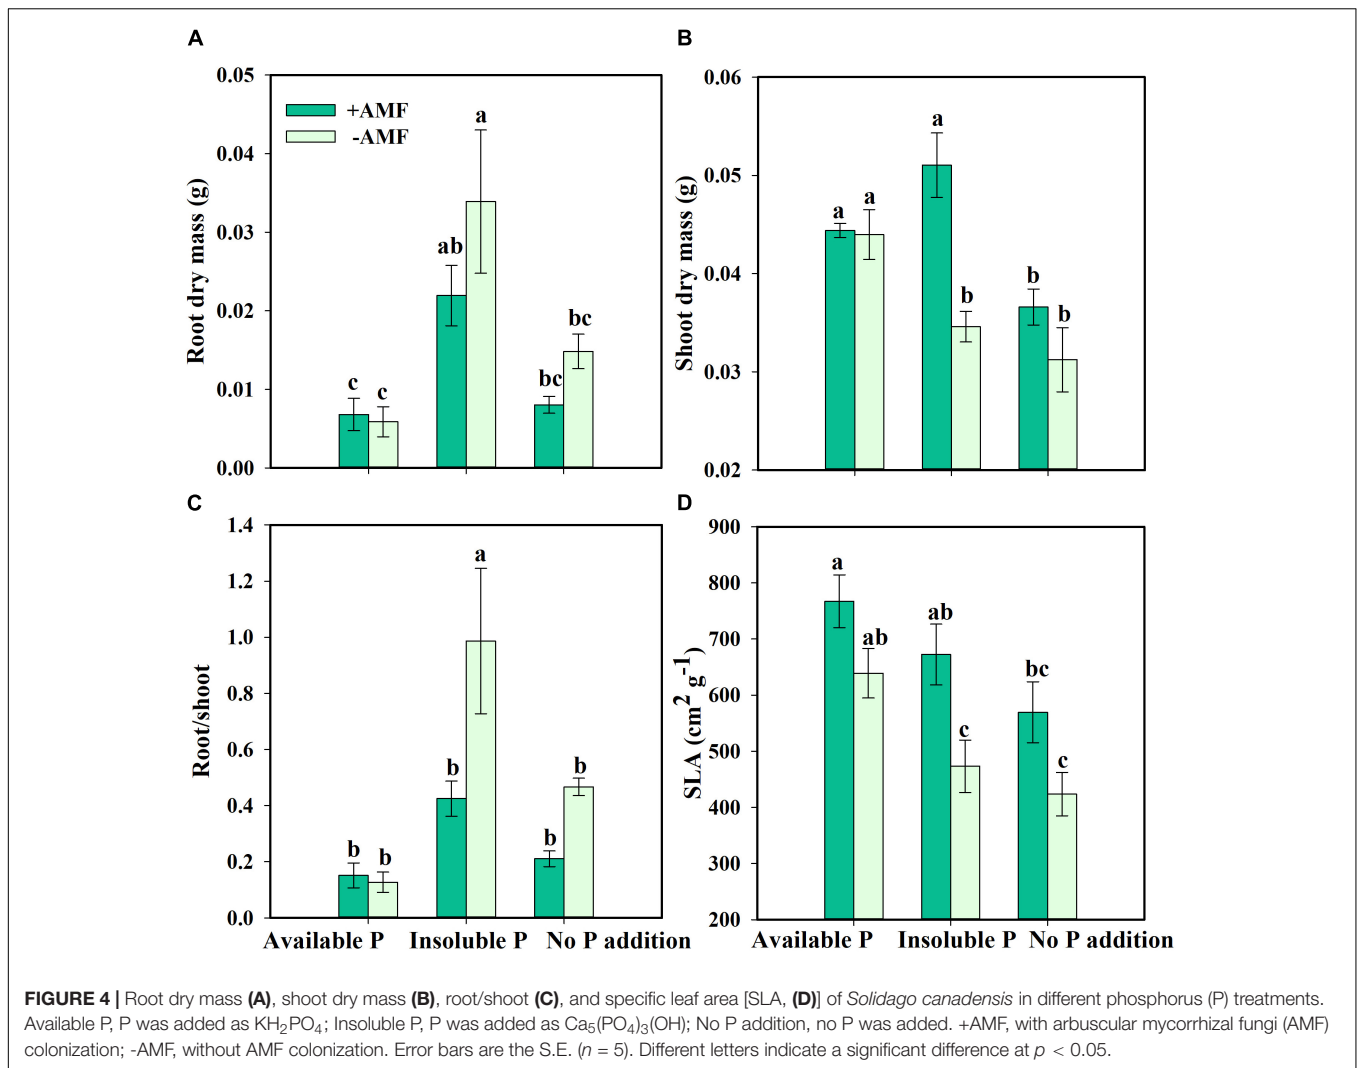 A
0.05
0.04
0.03
0.02
0.01
0.00
Root dry mass (g)
+AMF
-AMF
c
c
ab
a
bc
bc
B
0.06
0.05
0.04
0.03
0.02
Shoot dry mass (g)
a
a
a
b
b
b
C
1.4
1.2
1.0
0.8
0.6
0.4
0.2
0.0
Root/shoot
b
b
b
a
b
b
Available P
Insoluble P
No P addition
D
900
800
700
600
500
400
300
200
SLA (cm² g⁻¹)
a
ab
ab
c
bc
c
Available P
Insoluble P
No P addition
FIGURE 4 | Root dry mass (A), shoot dry mass (B), root/shoot (C), and specific leaf area [SLA, (D)] of Solidago canadensis in different phosphorus (P) treatments.
Available P, P was added as KH₂PO₄; Insoluble P, P was added as Ca₅(PO₄)₃(OH); No P addition, no P was added. +AMF, with arbuscular mycorrhizal fungi (AMF)
colonization; -AMF, without AMF colonization. Error bars are the S.E. (n = 5). Different letters indicate a significant difference at p < 0.05.